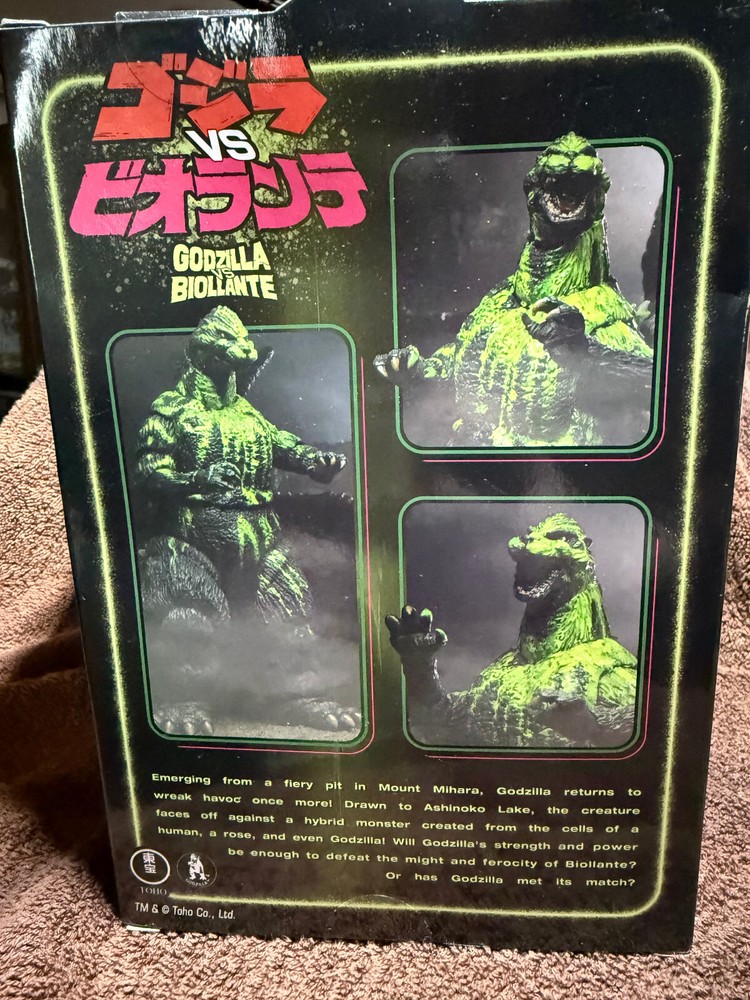 ゴジラ
VS
ビオランテ
GODZILLA
VS
BIOLLANTE
Emerging from a fiery pit in Mount Mihara, Godzilla returns to
wreak havoc once more! Drawn to Ashinoko Lake, the creature
faces off against a hybrid monster created from the cells of a
human, a rose, and even Godzilla! Will Godzilla's strength and power
be enough to defeat the might and ferocity of Biollante?
Or has Godzilla met its match?
東宝
TOHO
GODZILLA
TM & © Toho Co., Ltd.